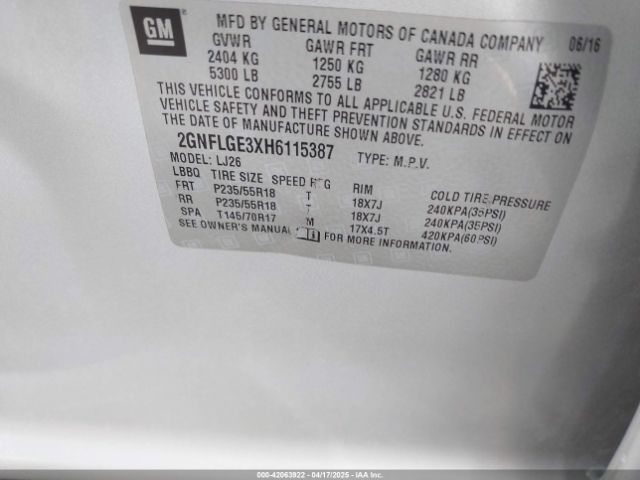 GM
MFD BY GENERAL MOTORS OF CANADA COMPANY 06/16
GVWR GAWR FRT GAWR RR
2404 KG 1250 KG 1280 KG
5300 LB 2755 LB 2821 LB
THIS VEHICLE CONFORMS TO ALL APPLICABLE U.S. FEDERAL MOTOR
VEHICLE SAFETY AND THEFT PREVENTION STANDARDS IN EFFECT ON
THE DATE OF MANUFACTURE SHOWN ABOVE.
2GNFLGE3XH6115387 TYPE: M.P.V.
MODEL: LJ26
LBBQ TIRE SIZE SPEED RTG RIM COLD TIRE PRESSURE
FRT P235/55R18 T 18X7J 240KPA(35PSI)
RR P235/55R18 T 18X7J 240KPA(35PSI)
SPA T145/70R17 M 17X4.5T 420KPA(60PSI)
SEE OWNER'S MANUAL FOR MORE INFORMATION.
000-42063922 - 04/17/2025 - IAA Inc.